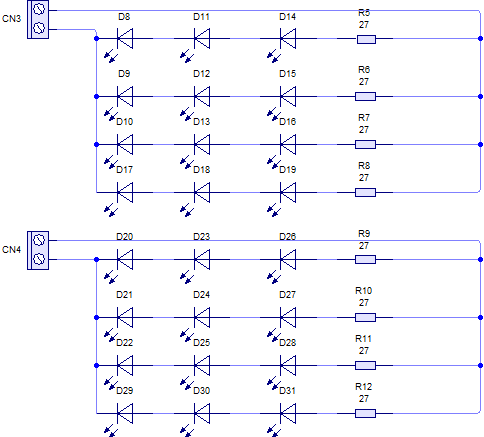 CN3
D8 D11 D14 R5
27
D9 D12 D15 R6
27
D10 D13 D16 R7
27
D17 D18 D19 R8
27
CN4
D20 D23 D26 R9
27
D21 D24 D27 R10
27
D22 D25 D28 R11
27
D29 D30 D31 R12
27